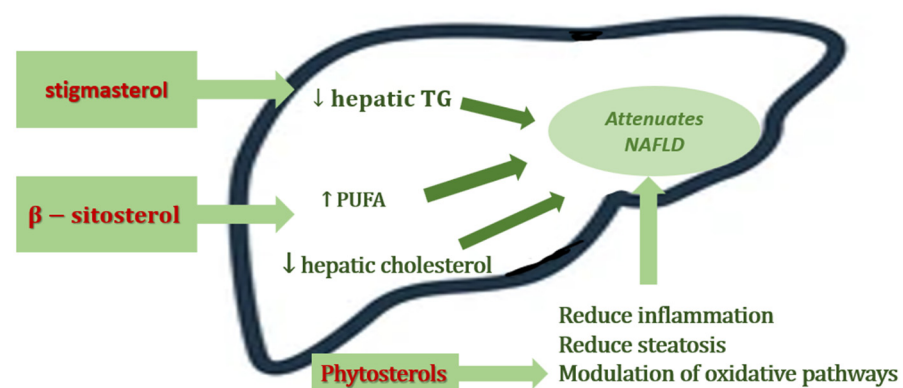 stigmasterol
↓ hepatic TG
Attenuates
NAFLD
β − sitosterol
↑ PUFA
↓ hepatic cholesterol
Reduce inflammation
Reduce steatosis
Phytosterols
Modulation of oxidative pathways